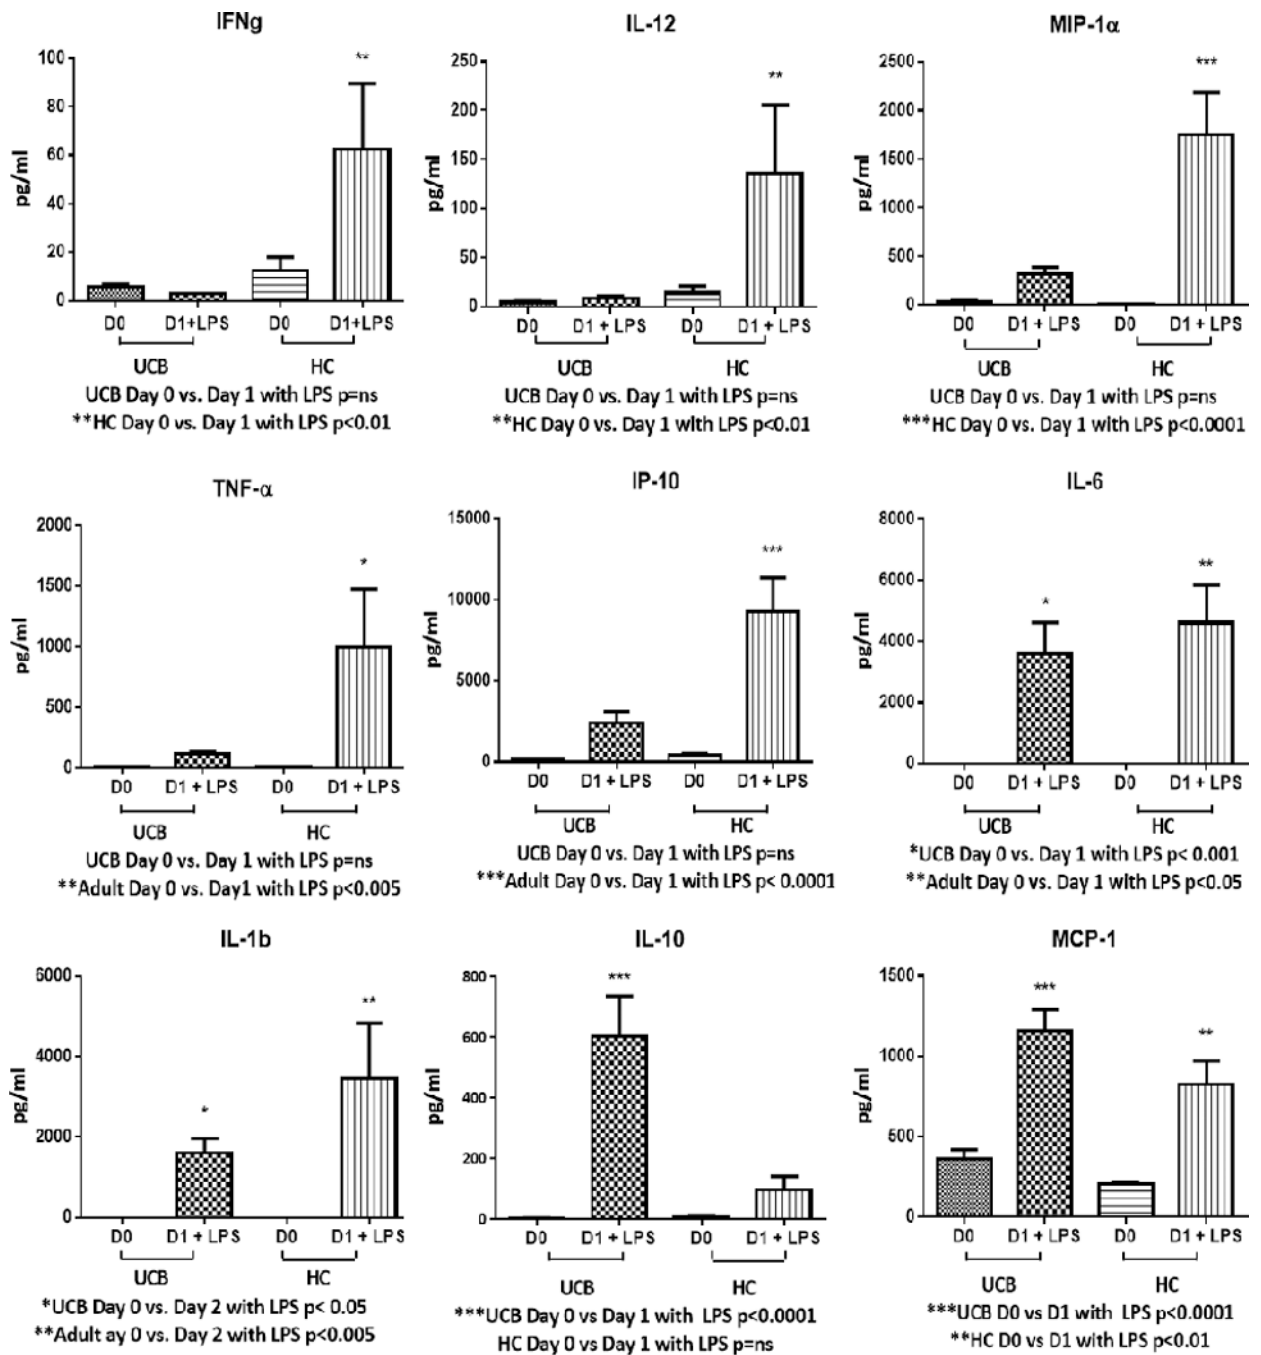 IFNg
**
100
80
60
40
20
0
pg/ml
D0 D1+LPS D0 D1+LPS
UCB HC
UCB Day 0 vs. Day 1 with LPS p=ns
**HC Day 0 vs. Day 1 with LPS p<0.01
IL-12
**
250
200
150
100
50
0
pg/ml
D0 D1 + LPS D0 D1 + LPS
UCB HC
UCB Day 0 vs. Day 1 with LPS p=ns
**HC Day 0 vs. Day 1 with LPS p<0.01
MIP-1α
***
2500
2000
1500
1000
500
0
pg/ml
D0 D1 + LPS D0 D1 + LPS
UCB HC
UCB Day 0 vs. Day 1 with LPS p=ns
***HC Day 0 vs. Day 1 with LPS p<0.0001
TNF-α
2000
1500
*
1000
500
0
pg/ml
D0 D1 + LPS D0 D1 + LPS
UCB HC
UCB Day 0 vs. Day 1 with LPS p=ns
**Adult Day 0 vs. Day1 with LPS p<0.005
IP-10
15000
***
10000
5000
0
pg/ml
D0 D1 + LPS D0 D1 + LPS
UCB HC
UCB Day 0 vs. Day 1 with LPS p=ns
***Adult Day 0 vs. Day 1 with LPS p< 0.0001
IL-6
8000
* **
6000
4000
2000
0
pg/ml
D0 D1 + LPS D0 D1 + LPS
UCB HC
*UCB Day 0 vs. Day 1 with LPS p< 0.001
**Adult Day 0 vs. Day 1 with LPS p<0.05
IL-1b
6000
* **
4000
2000
0
pg/ml
D0 D1 + LPS D0 D1 + LPS
UCB HC
*UCB Day 0 vs. Day 2 with LPS p< 0.05
**Adult ay 0 vs. Day 2 with LPS p<0.005
IL-10
***
800
600
400
200
0
pg/ml
D0 D1 + LPS D0 D1 + LPS
UCB HC
***UCB Day 0 vs Day 1 with LPS p<0.0001
HC Day 0 vs Day 1 with LPS p=ns
MCP-1
1500
*** **
1000
500
0
pg/ml
D0 D1 + LPS D0 D1 + LPS
UCB HC
***UCB D0 vs D1 with LPS p<0.0001
**HC D0 vs D1 with LPS p<0.01